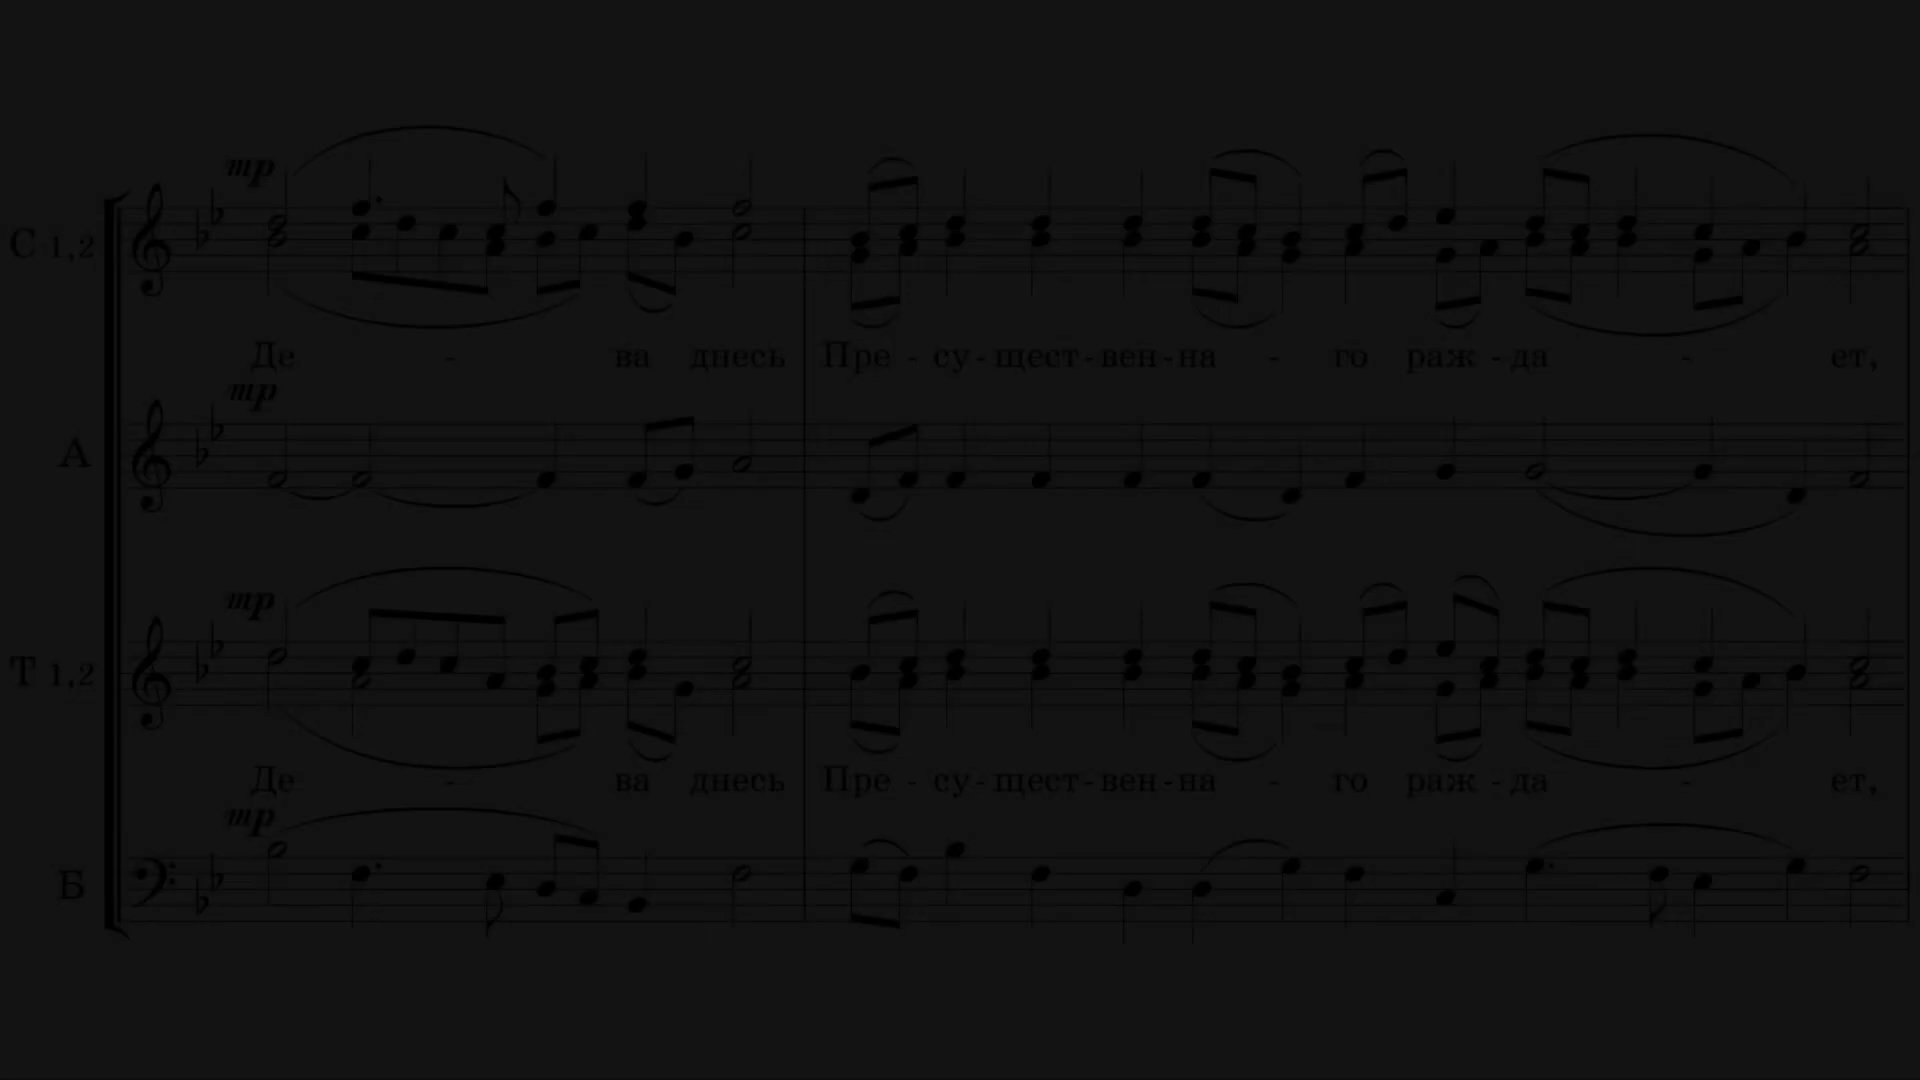 mp
С 1,2
Де - ва днесь Пре - су - щест - вен - на - го раж - да - ет,
mp
А
mp
Т 1,2
Де - ва днесь Пре - су - щест - вен - на - го раж - да - ет,
mp
Б